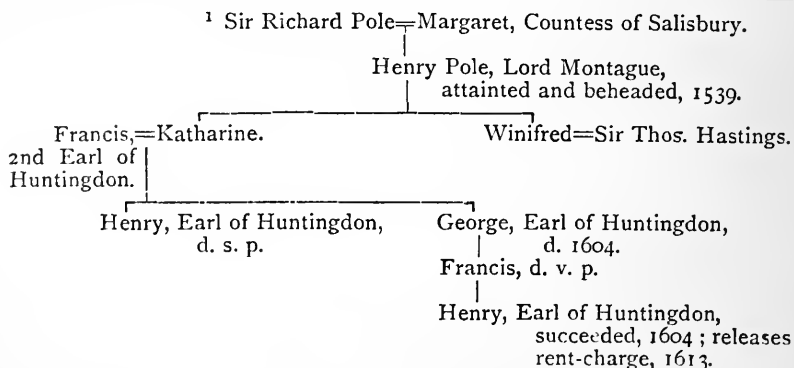 ¹ Sir Richard Pole=Margaret, Countess of Salisbury.
Henry Pole, Lord Montague,
attainted and beheaded, 1539.
Francis,=Katharine. Winifred=Sir Thos. Hastings.
2nd Earl of
Huntingdon.
Henry, Earl of Huntingdon, George, Earl of Huntingdon,
d. s. p. d. 1604.
Francis, d. v. p.
Henry, Earl of Huntingdon,
succeeded, 1604 ; releases
rent-charge, 1613.